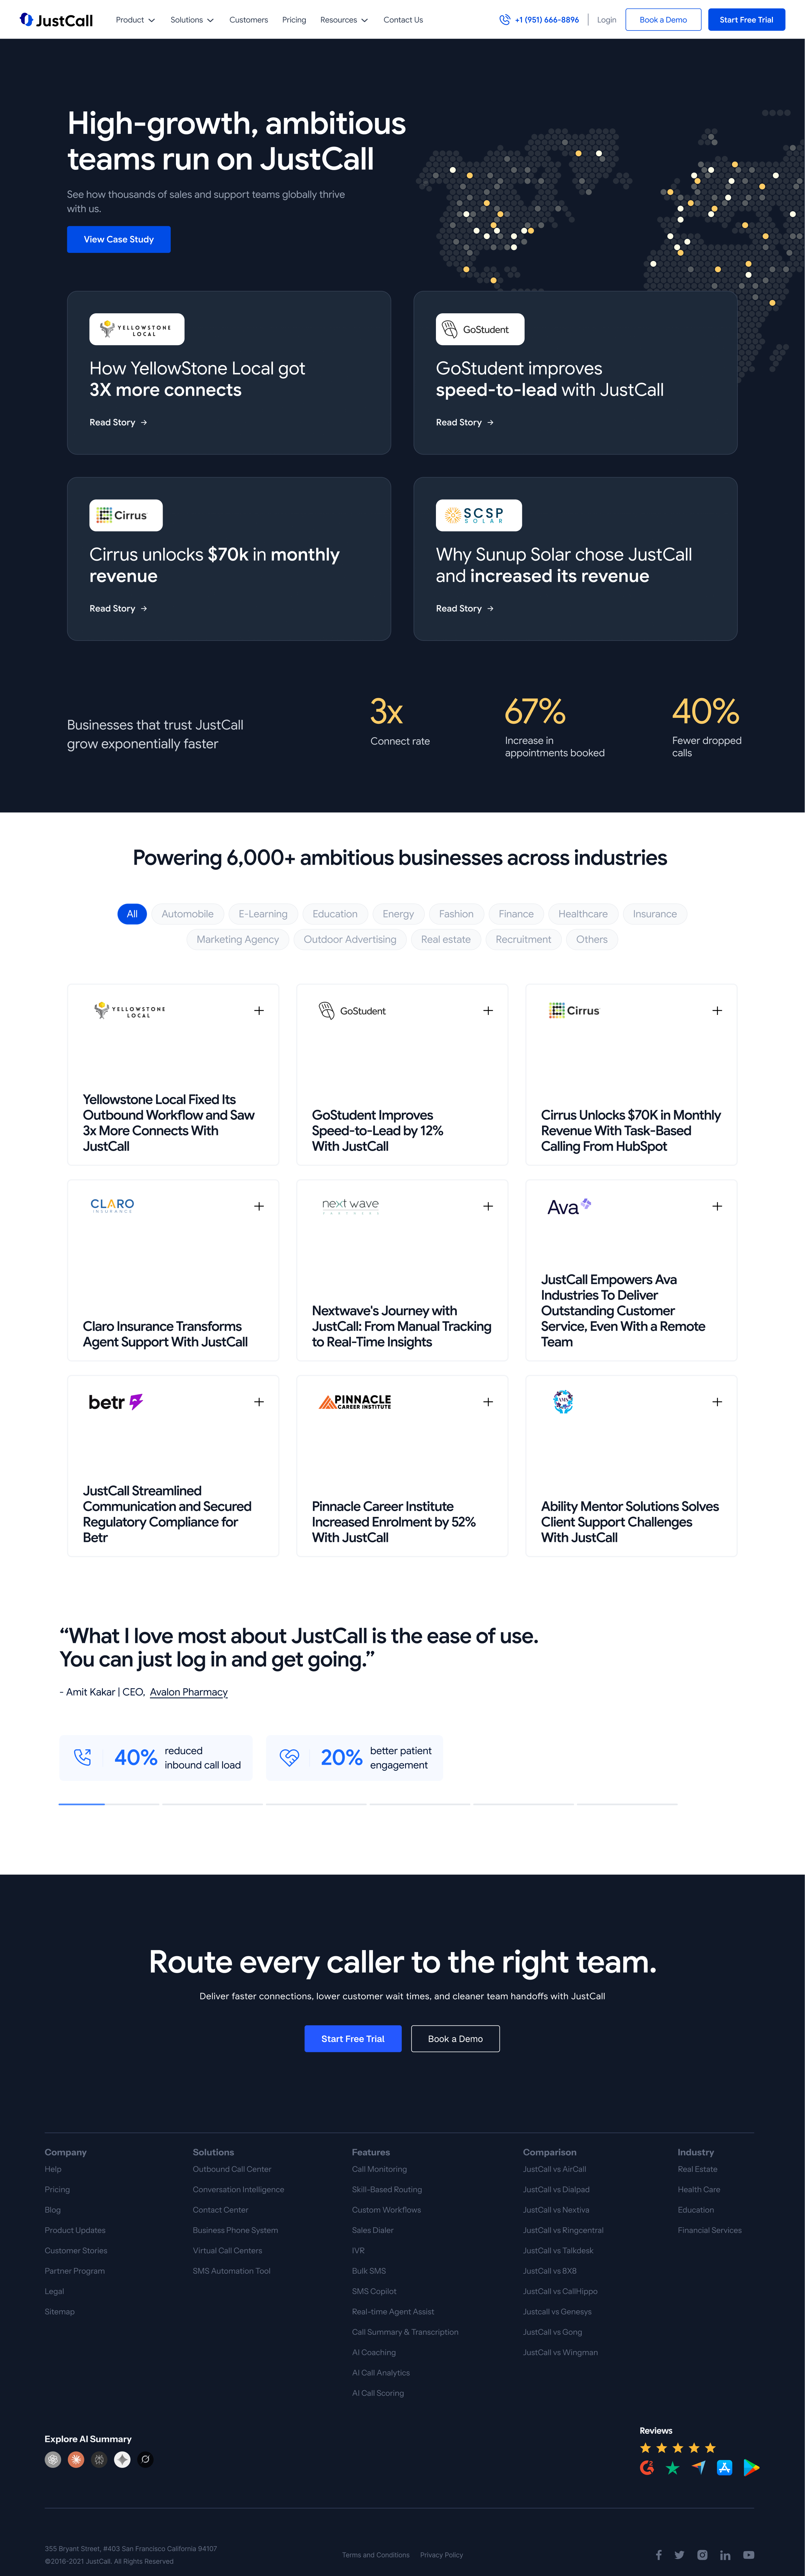 JustCall
Product Solutions Customers Pricing Resources Contact Us
+1 (951) 666-8896 Login Book a Demo Start Free Trial
High-growth, ambitious
teams run on JustCall
See how thousands of sales and support teams globally thrive
with us.
View Case Study
YELLOWSTONE
LOCAL
How YellowStone Local got
3X more connects
Read Story →
GoStudent
GoStudent improves
speed-to-lead with JustCall
Read Story →
Cirrus
Cirrus unlocks $70k in monthly
revenue
Read Story →
SCSP
SOLAR
Why Sunup Solar chose JustCall
and increased its revenue
Read Story →
Businesses that trust JustCall
grow exponentially faster
3x
Connect rate
67%
Increase in
appointments booked
40%
Fewer dropped
calls
Powering 6,000+ ambitious businesses across industries
All Automobile E-Learning Education Energy Fashion Finance Healthcare Insurance
Marketing Agency Outdoor Advertising Real estate Recruitment Others
YELLOWSTONE
LOCAL
Yellowstone Local Fixed Its
Outbound Workflow and Saw
3x More Connects With
JustCall
GoStudent
GoStudent Improves
Speed-to-Lead by 12%
With JustCall
Cirrus
Cirrus Unlocks $70K in Monthly
Revenue With Task-Based
Calling From HubSpot
CLARO
INSURANCE
Claro Insurance Transforms
Agent Support With JustCall
next wave
PARTNERS
Nextwave's Journey with
JustCall: From Manual Tracking
to Real-Time Insights
Ava
JustCall Empowers Ava
Industries To Deliver
Outstanding Customer
Service, Even With a Remote
Team
betr
JustCall Streamlined
Communication and Secured
Regulatory Compliance for
Betr
PINNACLE
CAREER INSTITUTE
Pinnacle Career Institute
Increased Enrolment by 52%
With JustCall
AMS
Ability Mentor Solutions Solves
Client Support Challenges
With JustCall
“What I love most about JustCall is the ease of use.
You can just log in and get going.”
- Amit Kakar | CEO, Avalon Pharmacy
40%
reduced
inbound call load
20%
better patient
engagement
Route every caller to the right team.
Deliver faster connections, lower customer wait times, and cleaner team handoffs with JustCall
Start Free Trial Book a Demo
Company
Help
Pricing
Blog
Product Updates
Customer Stories
Partner Program
Legal
Sitemap
Solutions
Outbound Call Center
Conversation Intelligence
Contact Center
Business Phone System
Virtual Call Centers
SMS Automation Tool
Features
Call Monitoring
Skill-Based Routing
Custom Workflows
Sales Dialer
IVR
Bulk SMS
SMS Copilot
Real-time Agent Assist
Call Summary & Transcription
AI Coaching
AI Call Analytics
AI Call Scoring
Comparison
JustCall vs AirCall
JustCall vs Dialpad
JustCall vs Nextiva
JustCall vs Ringcentral
JustCall vs Talkdesk
JustCall vs 8X8
JustCall vs CallHippo
Justcall vs Genesys
JustCall vs Gong
JustCall vs Wingman
Industry
Real Estate
Health Care
Education
Financial Services
Explore AI Summary
Reviews
355 Bryant Street, #403 San Francisco California 94107
©2016-2021 JustCall. All Rights Reserved
Terms and Conditions Privacy Policy